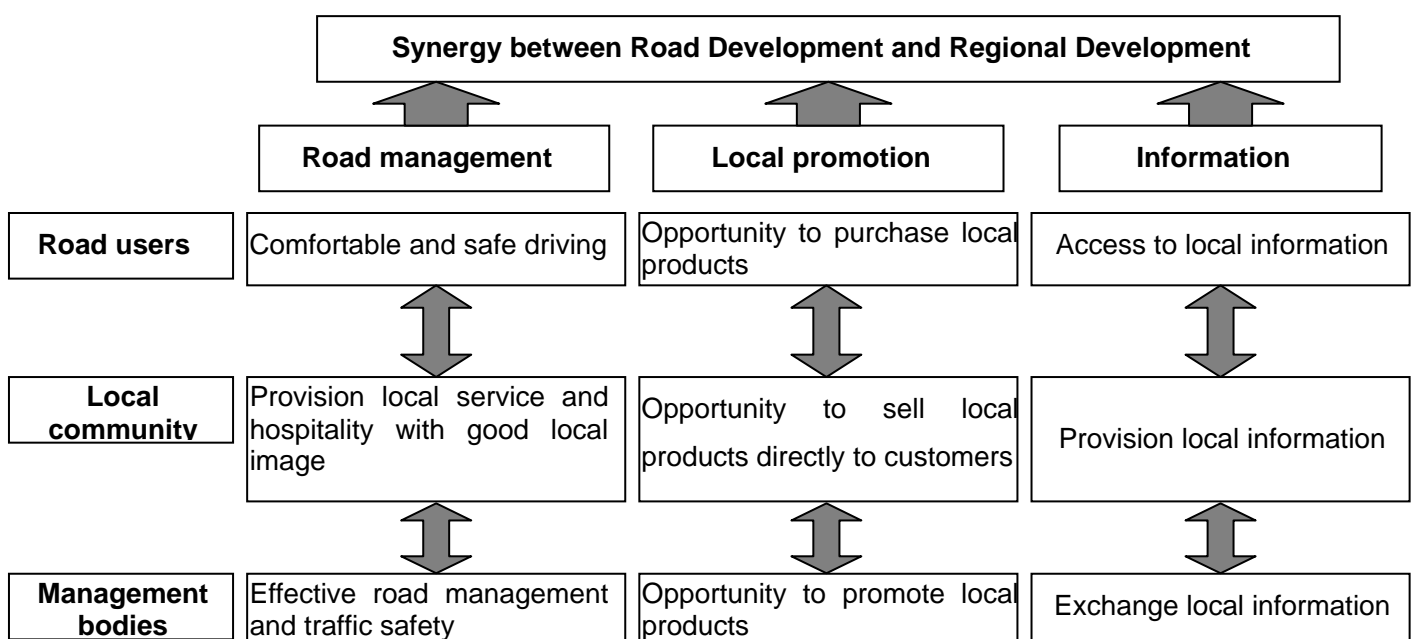 Synergy between Road Development and Regional Development
Road management
Local promotion
Information
Road users
Comfortable and safe driving
Opportunity to purchase local
products
Access to local information
Local
community
Provision local service and
hospitality with good local
image
Opportunity to sell local
products directly to customers
Provision local information
Management
bodies
Effective road management
and traffic safety
Opportunity to promote local
products
Exchange local information